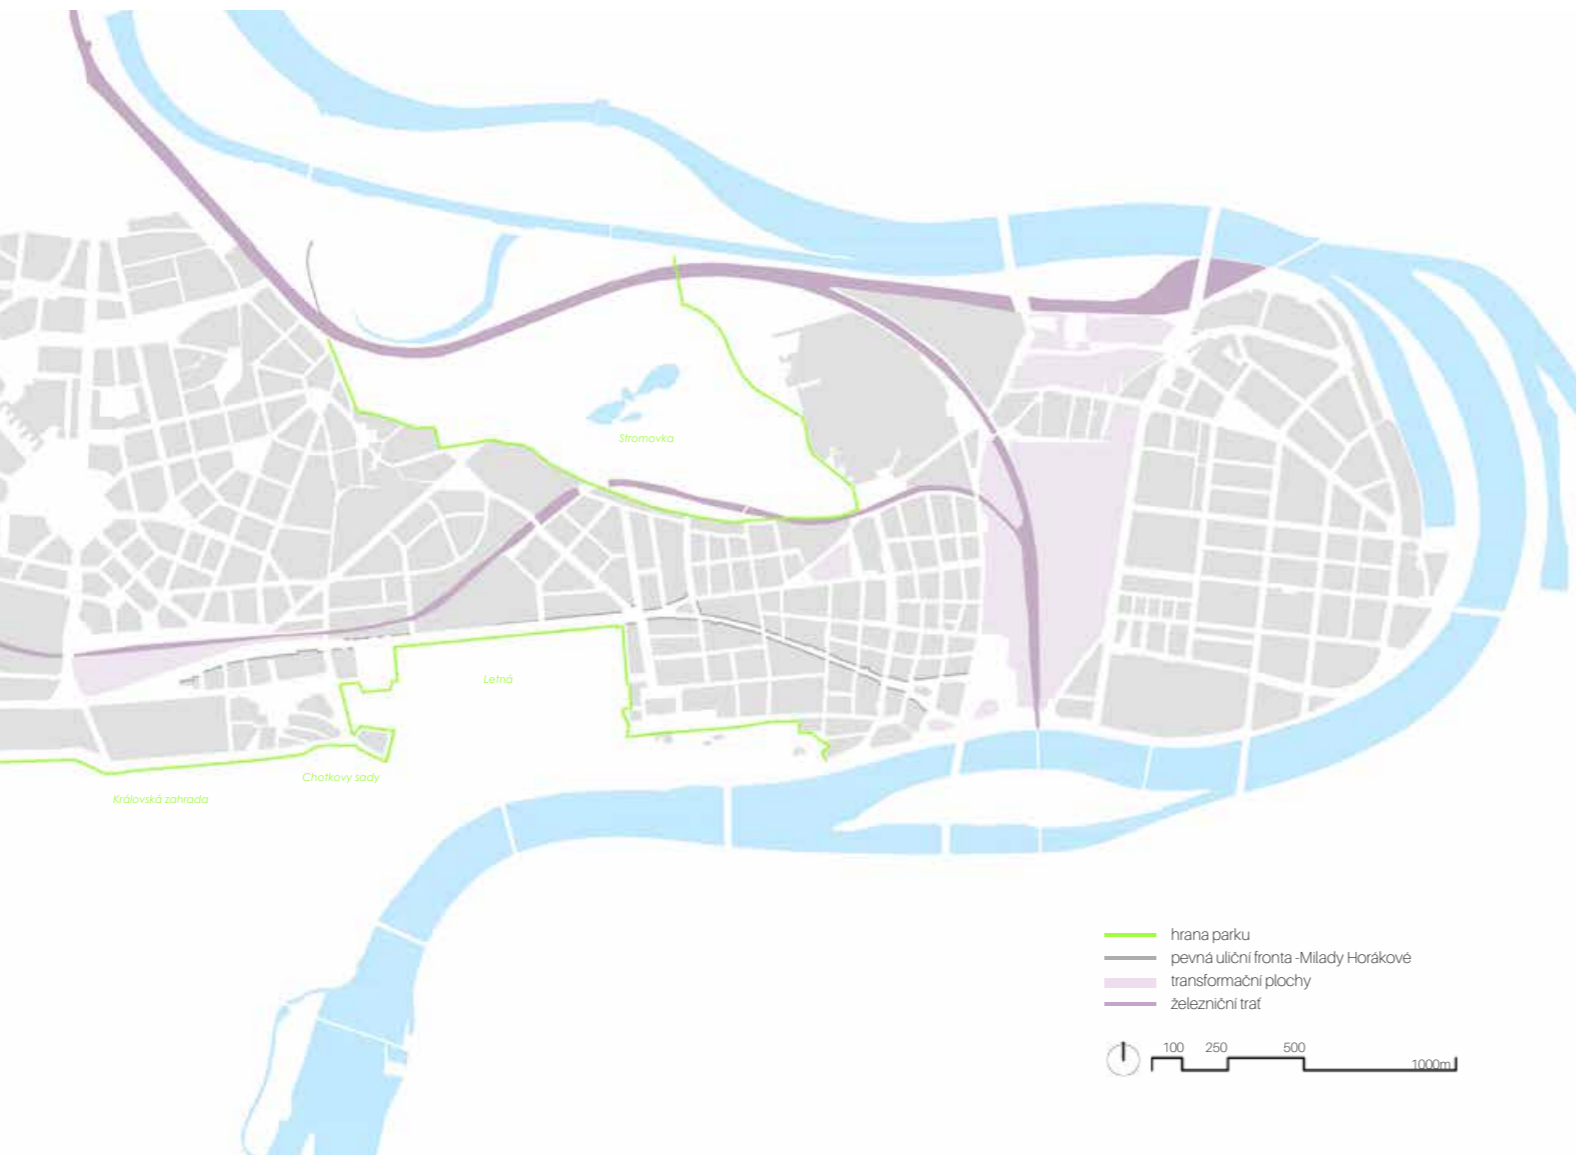 Stromovka
Letná
Chotkovy sady
Královská zahrada
hrana parku
pevná uliční fronta -Milady Horákové
transformační plochy
železniční trať
100 250 500 1000m